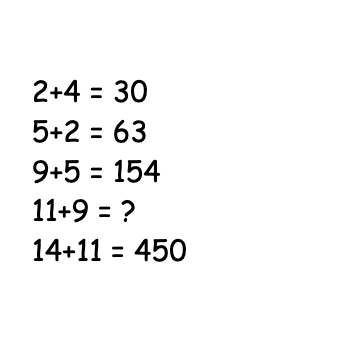 2+4 = 30
5+2 = 63
9+5 = 154
11+9 = ?
14+11 = 450